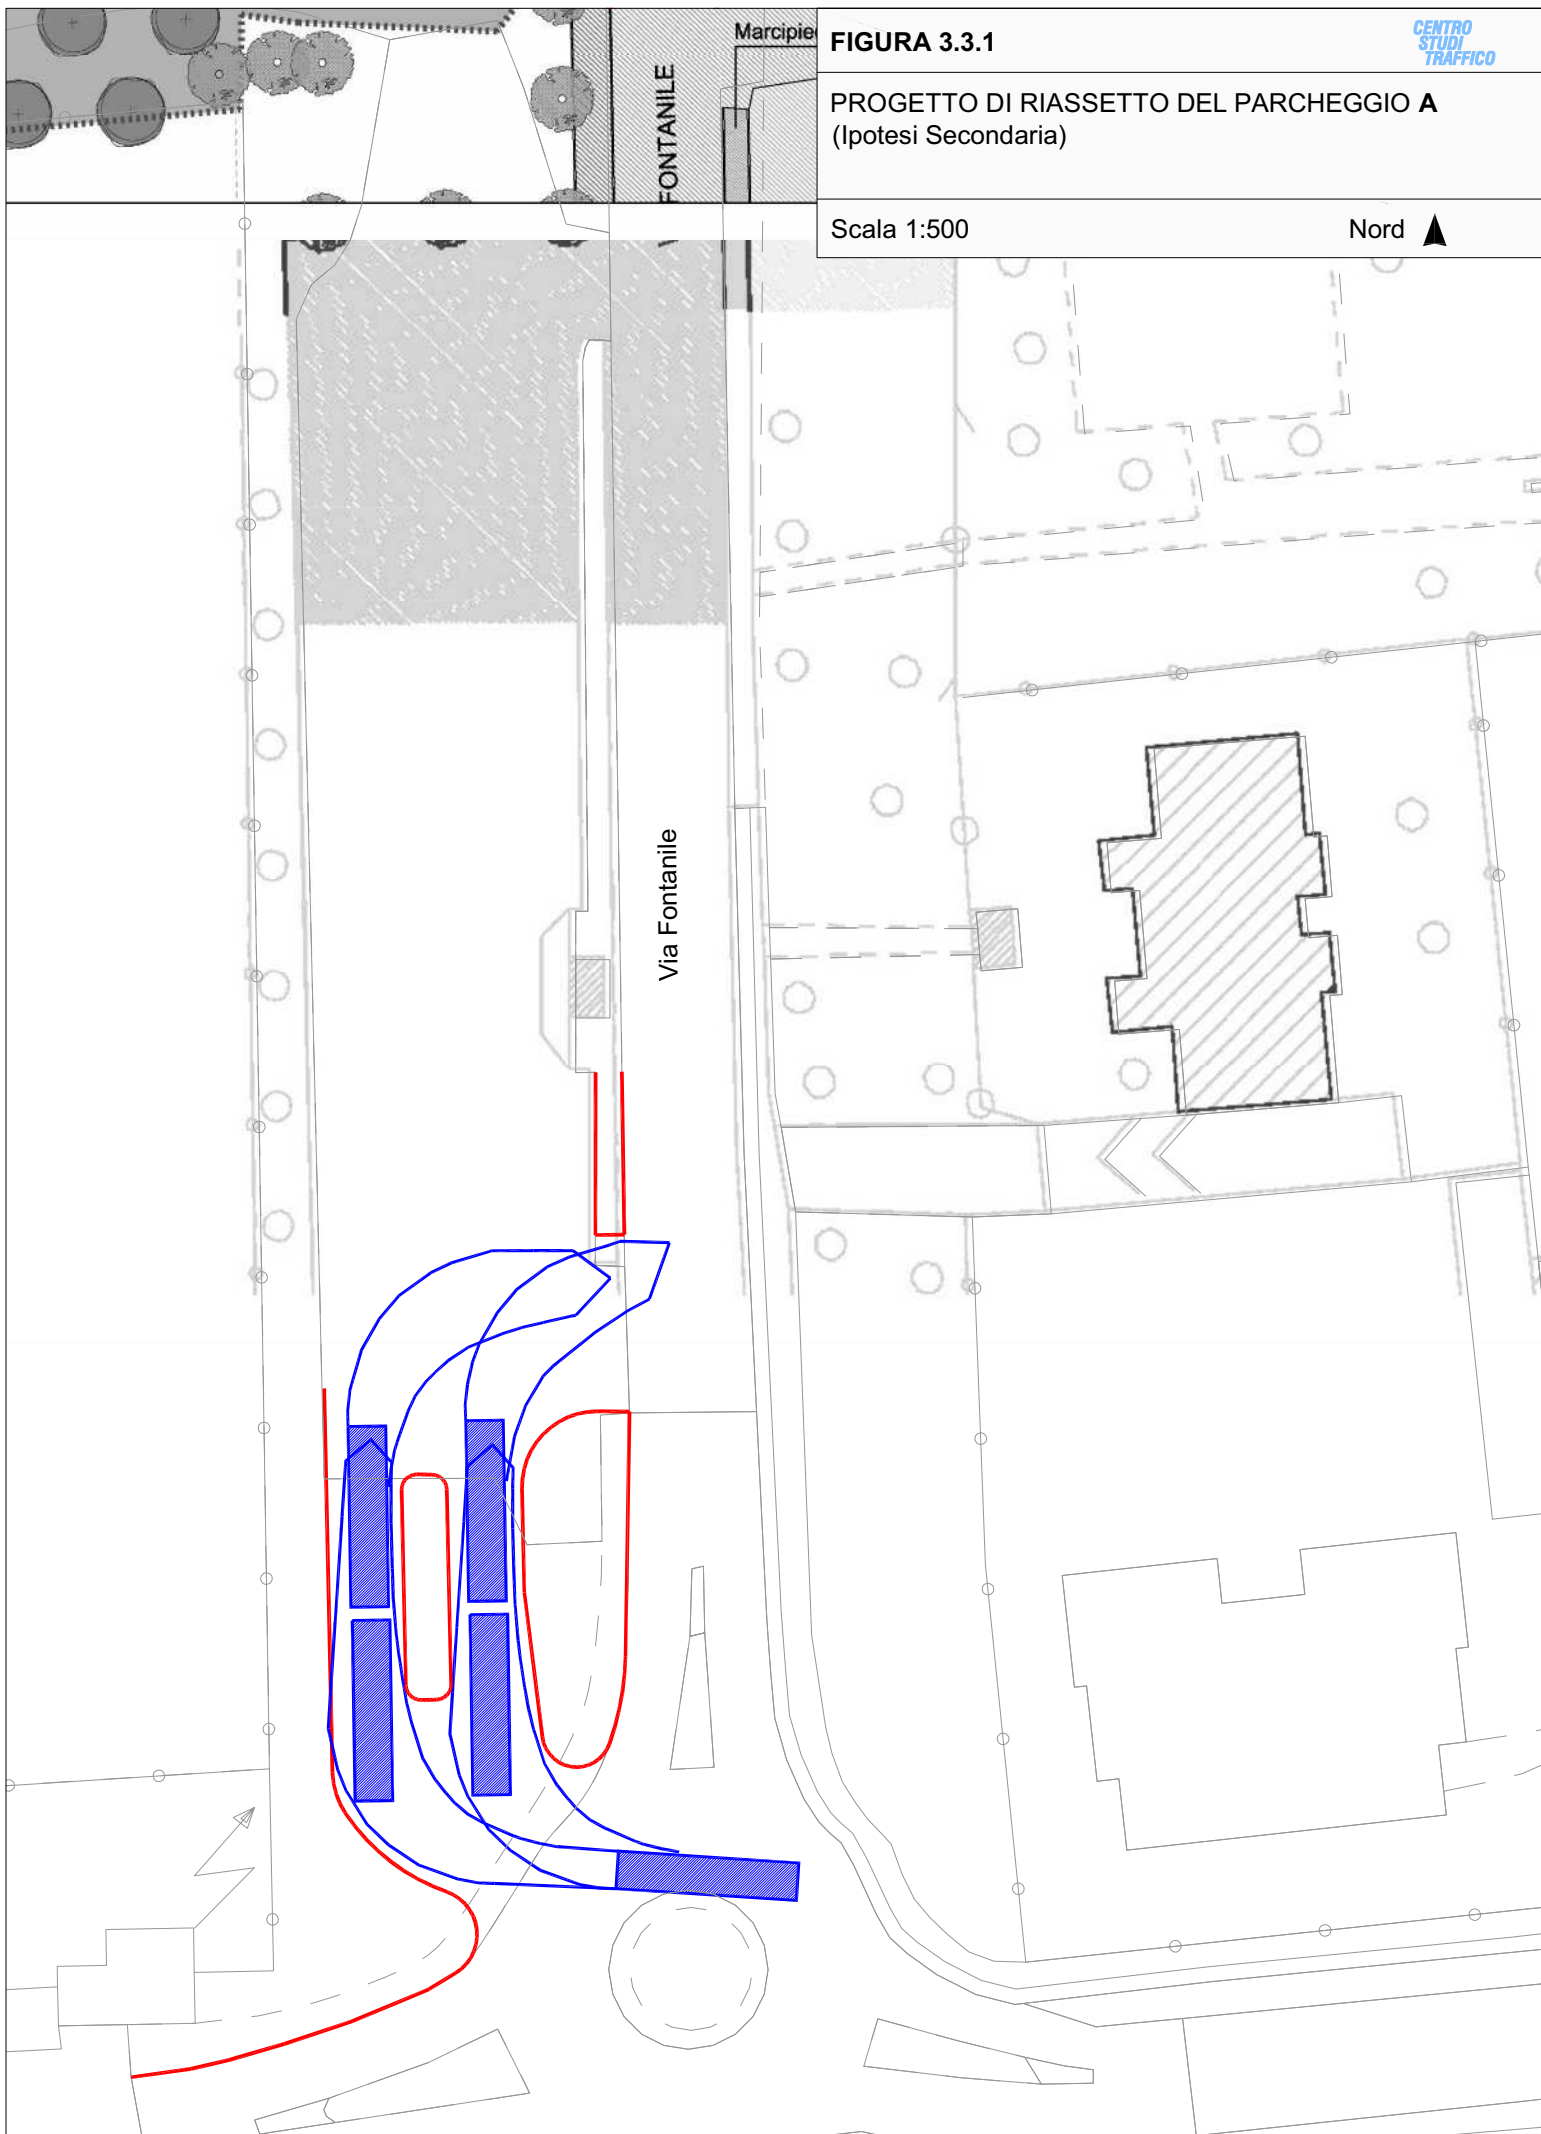 Marcipie
FIGURA 3.3.1
CENTRO
STUDI
TRAFFICO
PROGETTO DI RIASSETTO DEL PARCHEGGIO A
(Ipotesi Secondaria)
Scala 1:500
Nord
FONTANILE
Via Fontanile